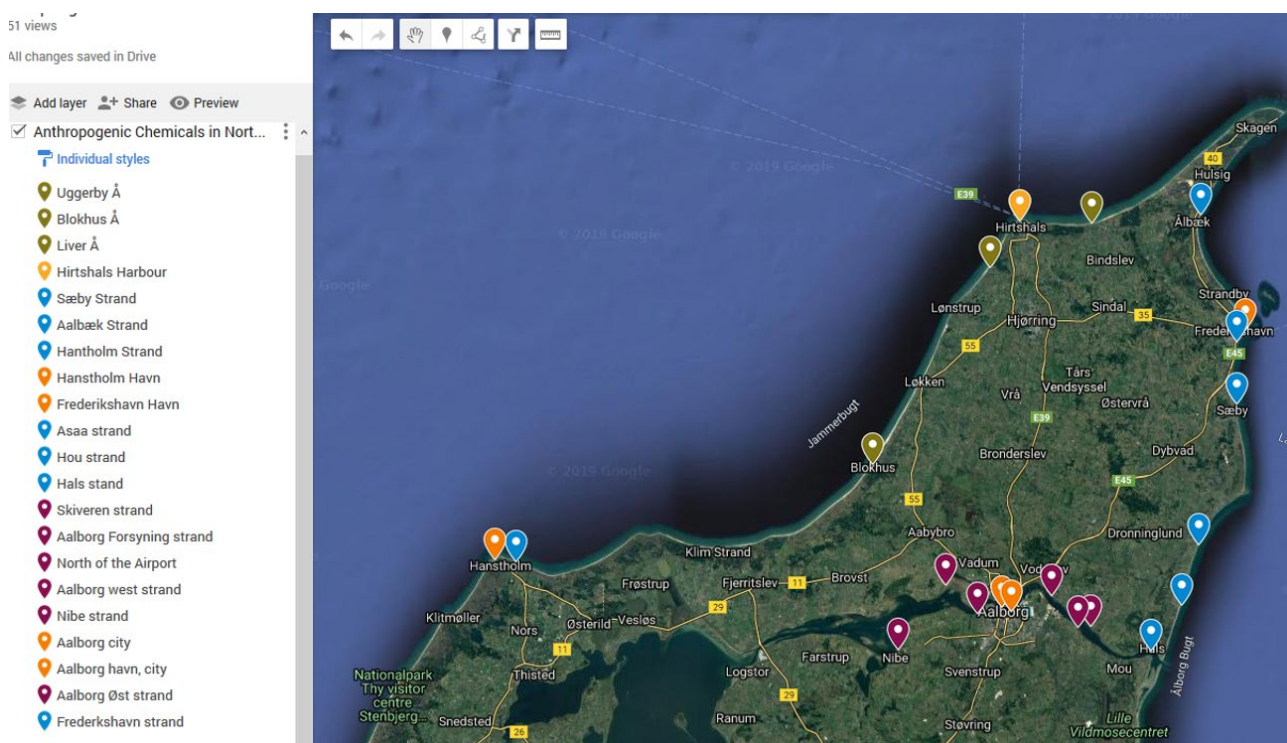 51 views
All changes saved in Drive
Add layer Share Preview
Anthropogenic Chemicals in Nort...
Individual styles
Uggerby Å
Blokhus Å
Liver Å
Hirtshals Harbour
Sæby Strand
Aalbæk Strand
Hantholm Strand
Hanstholm Havn
Frederikshavn Havn
Asaa strand
Hou strand
Hals stand
Skiveren strand
Aalborg Forsyning strand
North of the Airport
Aalborg west strand
Nibe strand
Aalborg city
Aalborg havn, city
Aalborg Øst strand
Frederkshavn strand
Skagen
© 2019 Google
40
Hulsig
E39
Ålbæk
Hirtshals
© 2019 Google
Bindslev
Google
Strandby
Lønstrup
Sindal
35
Hjørring
Frederi havn
55
E45
Tårs
Løkken
Vrå
Vendsyssel
Østervrå
Sæby
E39
Jammerbugt
Dybvad
Bronderslev
Blokhus
© 2019 Google
E45
55
Aabybro
Dronninglund
Klim Strand
Vadum
Hanstholm
Frøstrup
Fjerritslev
11
Brovst
29
Klitmøller
Aalborg
Nors
Østerild
Vesløs
11
Farstrup
Nibe
Hals
Ålborg Bugt
Nationalpark
Thy visitor
centre
Stenbjerg...
Thisted
Logstor
Svenstrup
Mou
29
Snedsted
26
Ranum
Støvring
Lille
Vildmosecentret